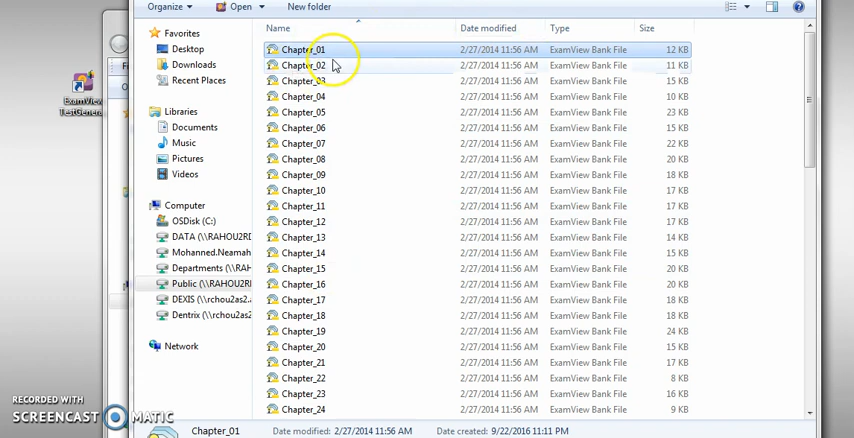 Organize Open New folder
Name Date modified Type Size
Favorites
Desktop
Downloads
Recent Places
Libraries
Documents
Music
Pictures
Videos
Computer
OSDisk (C:)
DATA (\\RAHOU2RD
Mohanned.Neamah
Departments (\\RAH
Public (\\RAHOU2RD
DEXIS (\\rchou2as2.
Dentrix (\\rchou2as2
Network
ExamView
TestGenera
Chapter_01 2/27/2014 11:56 AM ExamView Bank File 12 KB
Chapter_02 2/27/2014 11:56 AM ExamView Bank File 11 KB
Chapter_03 2/27/2014 11:56 AM ExamView Bank File 15 KB
Chapter_04 2/27/2014 11:56 AM ExamView Bank File 10 KB
Chapter_05 2/27/2014 11:56 AM ExamView Bank File 23 KB
Chapter_06 2/27/2014 11:56 AM ExamView Bank File 15 KB
Chapter_07 2/27/2014 11:56 AM ExamView Bank File 22 KB
Chapter_08 2/27/2014 11:56 AM ExamView Bank File 20 KB
Chapter_09 2/27/2014 11:56 AM ExamView Bank File 18 KB
Chapter_10 2/27/2014 11:56 AM ExamView Bank File 17 KB
Chapter_11 2/27/2014 11:56 AM ExamView Bank File 17 KB
Chapter_12 2/27/2014 11:56 AM ExamView Bank File 15 KB
Chapter_13 2/27/2014 11:56 AM ExamView Bank File 14 KB
Chapter_14 2/27/2014 11:56 AM ExamView Bank File 15 KB
Chapter_15 2/27/2014 11:56 AM ExamView Bank File 20 KB
Chapter_16 2/27/2014 11:56 AM ExamView Bank File 20 KB
Chapter_17 2/27/2014 11:56 AM ExamView Bank File 18 KB
Chapter_18 2/27/2014 11:56 AM ExamView Bank File 18 KB
Chapter_19 2/27/2014 11:56 AM ExamView Bank File 24 KB
Chapter_20 2/27/2014 11:56 AM ExamView Bank File 15 KB
Chapter_21 2/27/2014 11:56 AM ExamView Bank File 17 KB
Chapter_22 2/27/2014 11:56 AM ExamView Bank File 8 KB
Chapter_23 2/27/2014 11:56 AM ExamView Bank File 16 KB
Chapter_24 2/27/2014 11:56 AM ExamView Bank File 9 KB
Chapter_01 Date modified: 2/27/2014 11:56 AM Date created: 9/22/2016 11:11 PM
RECORDED WITH
SCREENCAST MATIC